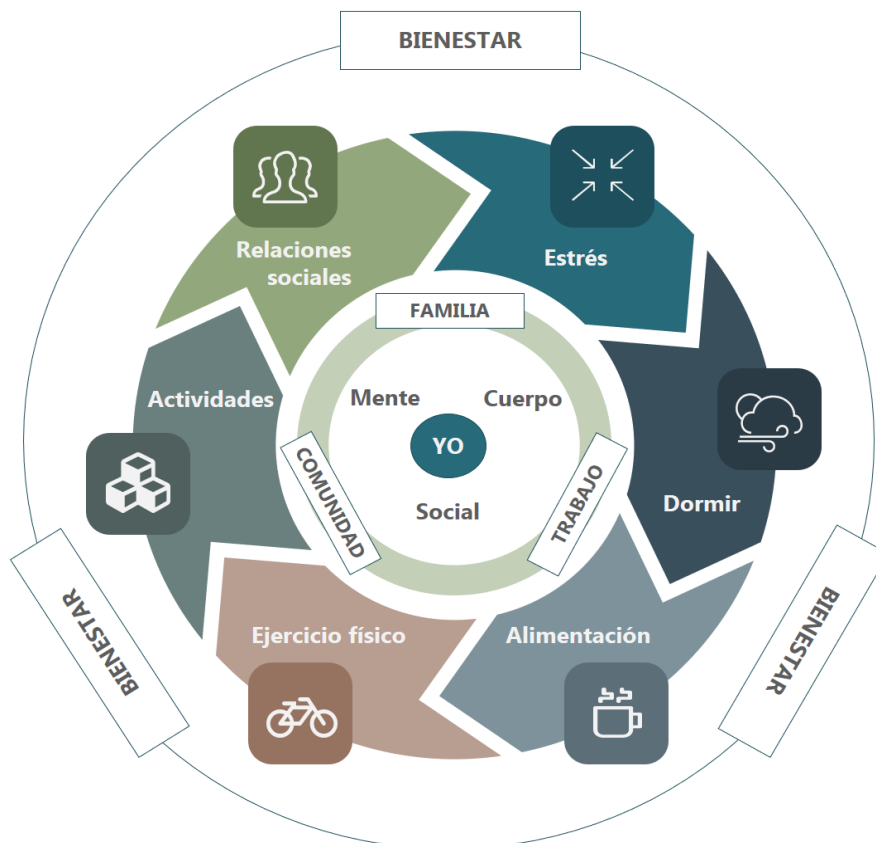 BIENESTAR
Relaciones
sociales
Estrés
FAMILIA
Mente
Cuerpo
Actividades
YO
COMUNIDAD
TRABAJO
Social
Dormir
Ejercicio físico
Alimentación
BIENESTAR
BIENESTAR